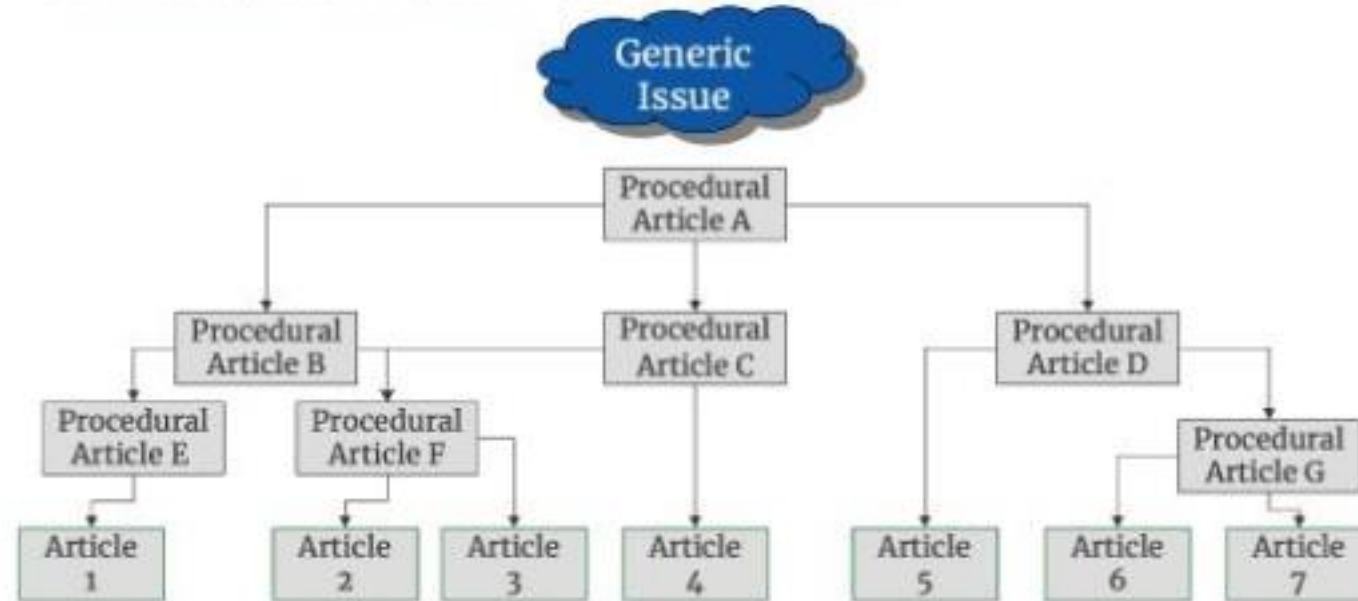 Generic
Issue
Procedural
Article A
Procedural
Article B
Procedural
Article C
Procedural
Article D
Procedural
Article E
Procedural
Article F
Procedural
Article G
Article
1
Article
2
Article
3
Article
4
Article
5
Article
6
Article
7